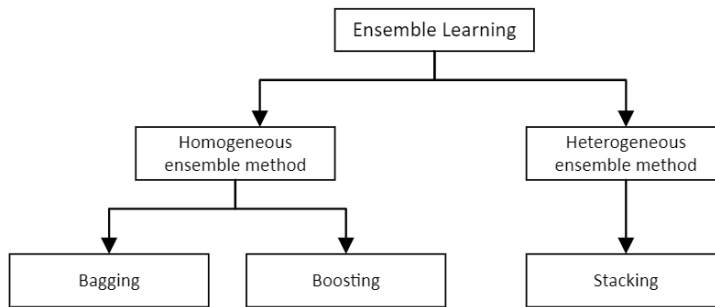 Ensemble Learning
Homogeneous
ensemble method
Heterogeneous
ensemble method
Bagging
Boosting
Stacking